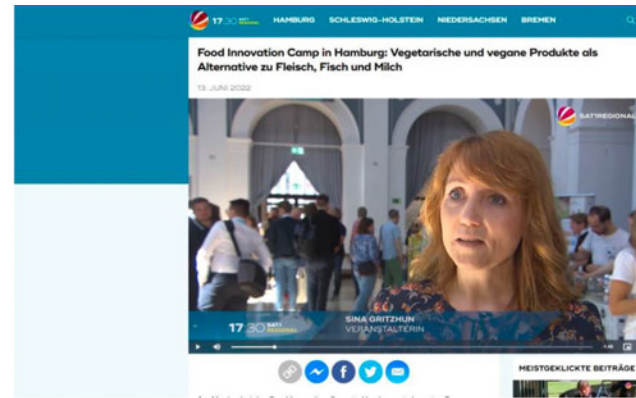 17:30 SAT.1 REGIONAL HAMBURG SCHLESWIG-HOLSTEIN NIEDERSACHSEN BREMEN
Food Innovation Camp in Hamburg: Vegetarische und vegane Produkte als
Alternative zu Fleisch, Fisch und Milch
13. JUNI 2022
SAT.1 REGIONAL
SINA GRITZHUN
17:30 SAT.1 REGIONAL VERANSTALTERIN
MEISTGEKLICKTE BEITRÄGE